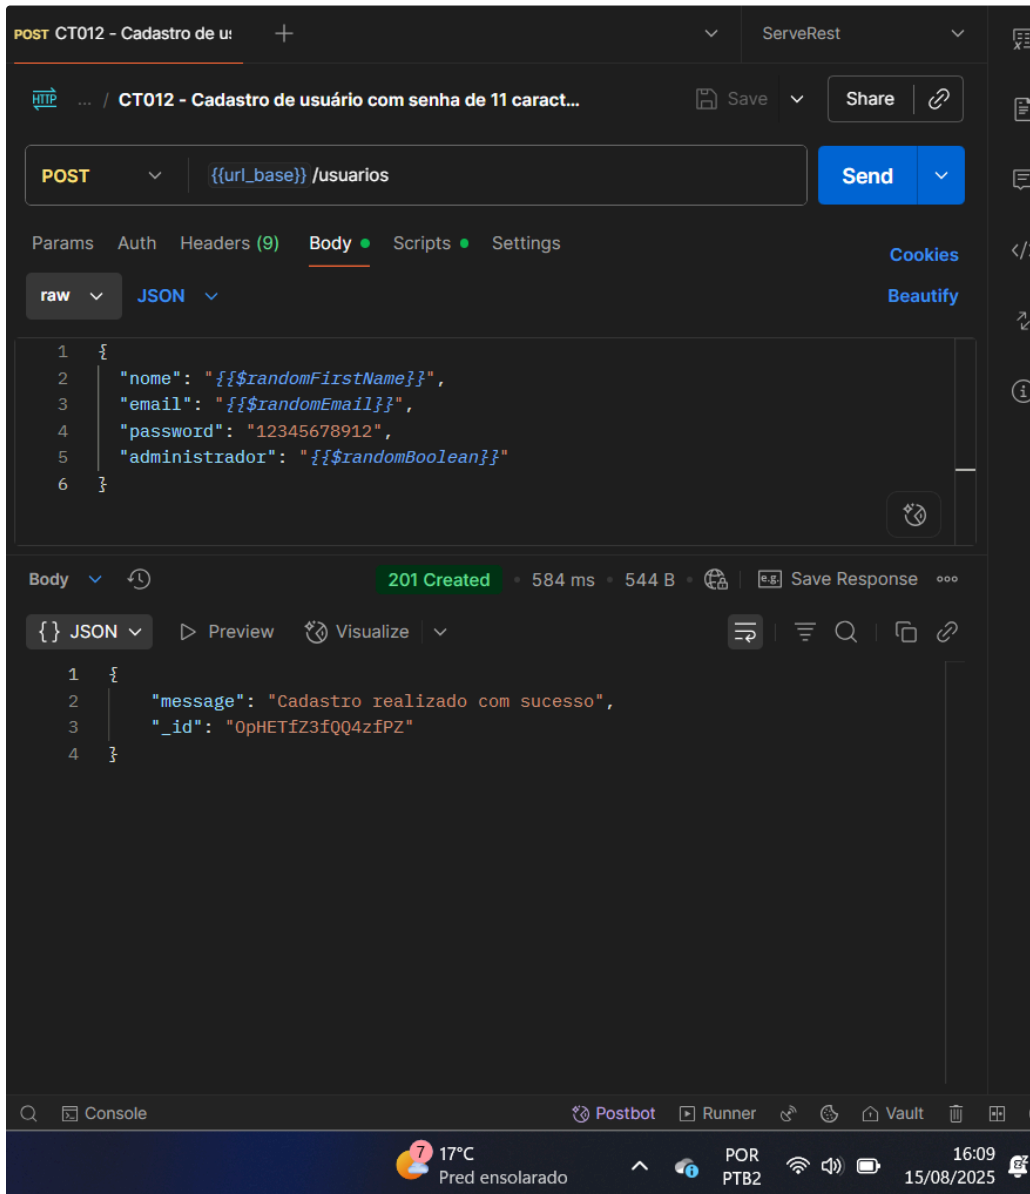 POST CT012 - Cadastro de us
ServeRest
HTTP ... / CT012 - Cadastro de usuário com senha de 11 caract...
Save
Share
POST
{{url_base}} /usuarios
Send
Params Auth Headers (9) Body Scripts Settings
Cookies
raw JSON
Beautify
1 {
2 "nome": "{{$randomFirstName}}",
3 "email": "{{$randomEmail}}",
4 "password": "12345678912",
5 "administrador": "{{$randomBoolean}}"
6 }
Body 201 Created 584 ms 544 B e.g. Save Response
{} JSON Preview Visualize
1 {
2 "message": "Cadastro realizado com sucesso",
3 "_id": "OpHETfZ3fQQ4zfPZ"
4 }
Console Postbot Runner Vault
7 17°C
Pred ensolarado
POR
PTB2
16:09
15/08/2025